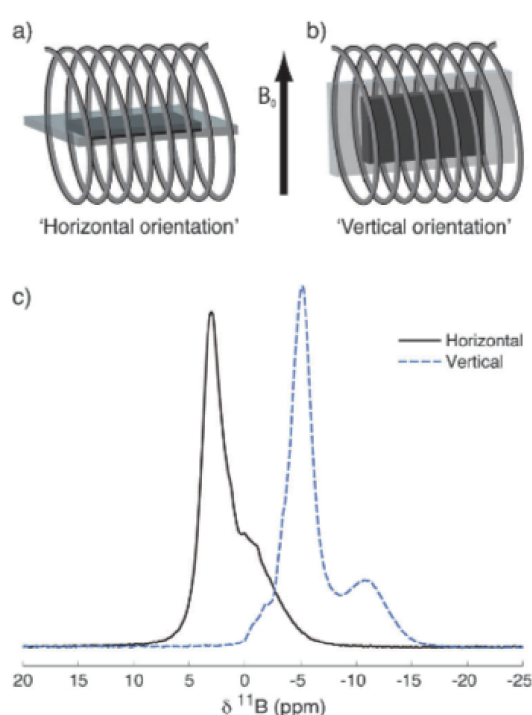 a)
b)
B₀
'Horizontal orientation'
'Vertical orientation'
c)
Horizontal
Vertical
20 15 10 5 0 -5 -10 -15 -20 -25
δ ¹¹B (ppm)